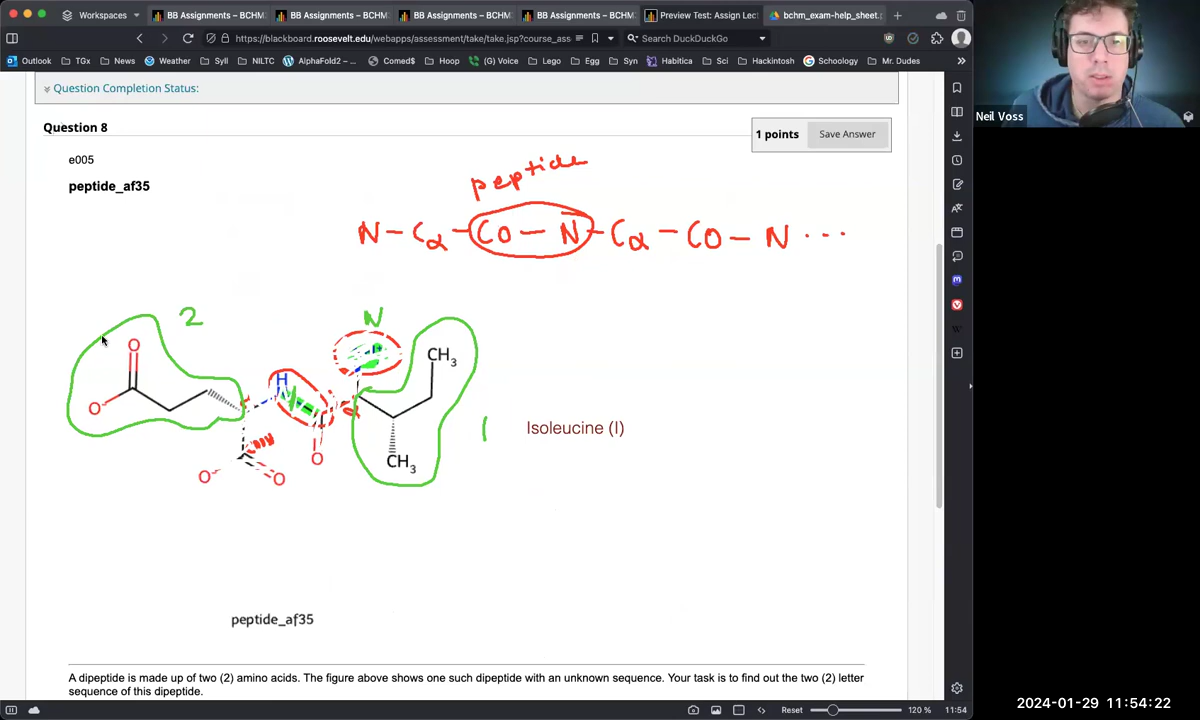 Workspaces
BB Assignments – BCHM
BB Assignments – BCHM
BB Assignments – BCHM
BB Assignments – BCHM
Preview Test: Assign Lect
bchm_exam-help_sheet.p
https://blackboard.roosevelt.edu/webapps/assessment/take/take.jsp?course_ass
Search DuckDuckGo
Outlook
TGx
News
Weather
Syll
NILTC
AlphaFold2 – ...
Comed$
Hoop
(G) Voice
Lego
Egg
Syn
Habitica
Sci
Hackintosh
Schoology
Mr. Dudes
Question Completion Status:
Question 8
1 points
Save Answer
e005
peptide_af35
peptide
N – Cα – CO – N – Cα – CO – N ...
2
N
O
H
CH3
O-
O
CH3
O-
O
1
Isoleucine (I)
peptide_af35
A dipeptide is made up of two (2) amino acids. The figure above shows one such dipeptide with an unknown sequence. Your task is to find out the two (2) letter
sequence of this dipeptide.
Neil Voss
2024-01-29 11:54:22
Reset
120 %
11:54